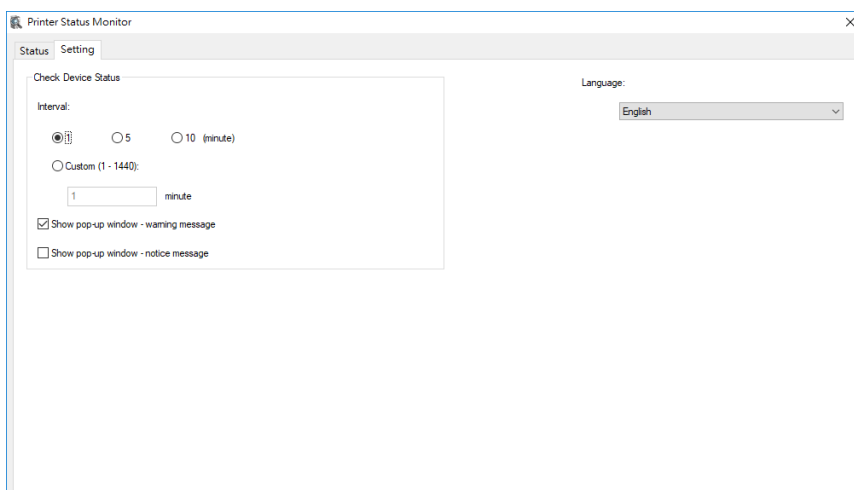 Printer Status Monitor
Status Setting
Check Device Status
Interval:
1 5 10 (minute)
Custom (1 - 1440):
1 minute
Show pop-up window - warning message
Show pop-up window - notice message
Language:
English